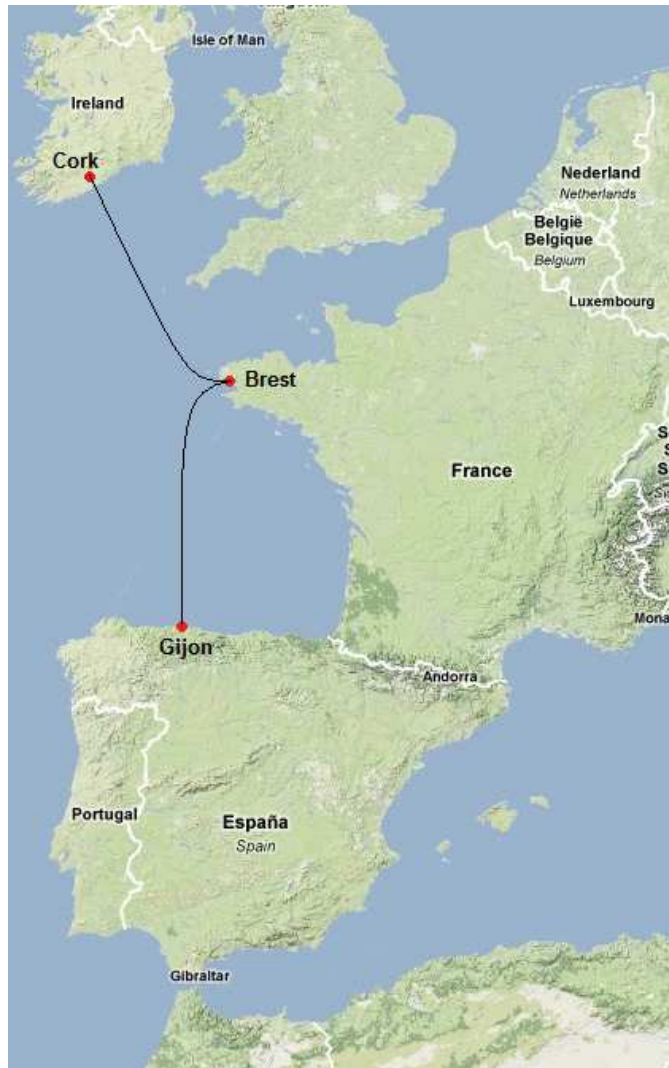 Isle of Man
Ireland
Cork
Nederland
Netherlands
België
Belgique
Belgium
Luxembourg
Brest
France
Gijon
Andorra
Portugal
España
Spain
Gibraltar